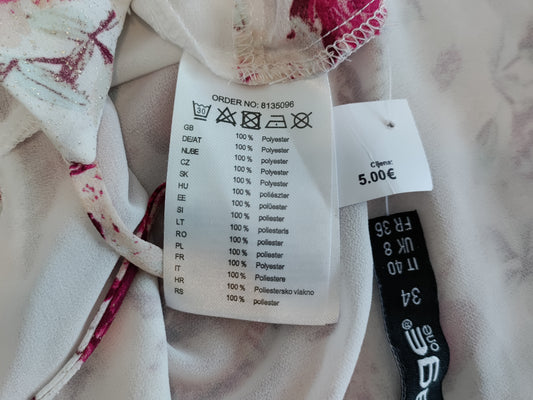 30
ORDER NO: 8135096
GB 100 % Polyester
DE/AT 100 % Polyester
NL/BE 100 % Polyester
CZ 100 % Polyester
SK 100 % Polyester
HU 100 % poliészter
EE 100 % polüester
SI 100 % poliester
LT 100 % poliesteris
RO 100 % poliester
PL 100 % poliester
FR 100 % Polyester
IT 100 % Poliestere
HR 100 % Poliestersko vlakno
RS 100 % poliester
Cijena:
5.00€
FR 36
UK 8
IT 40
34
one